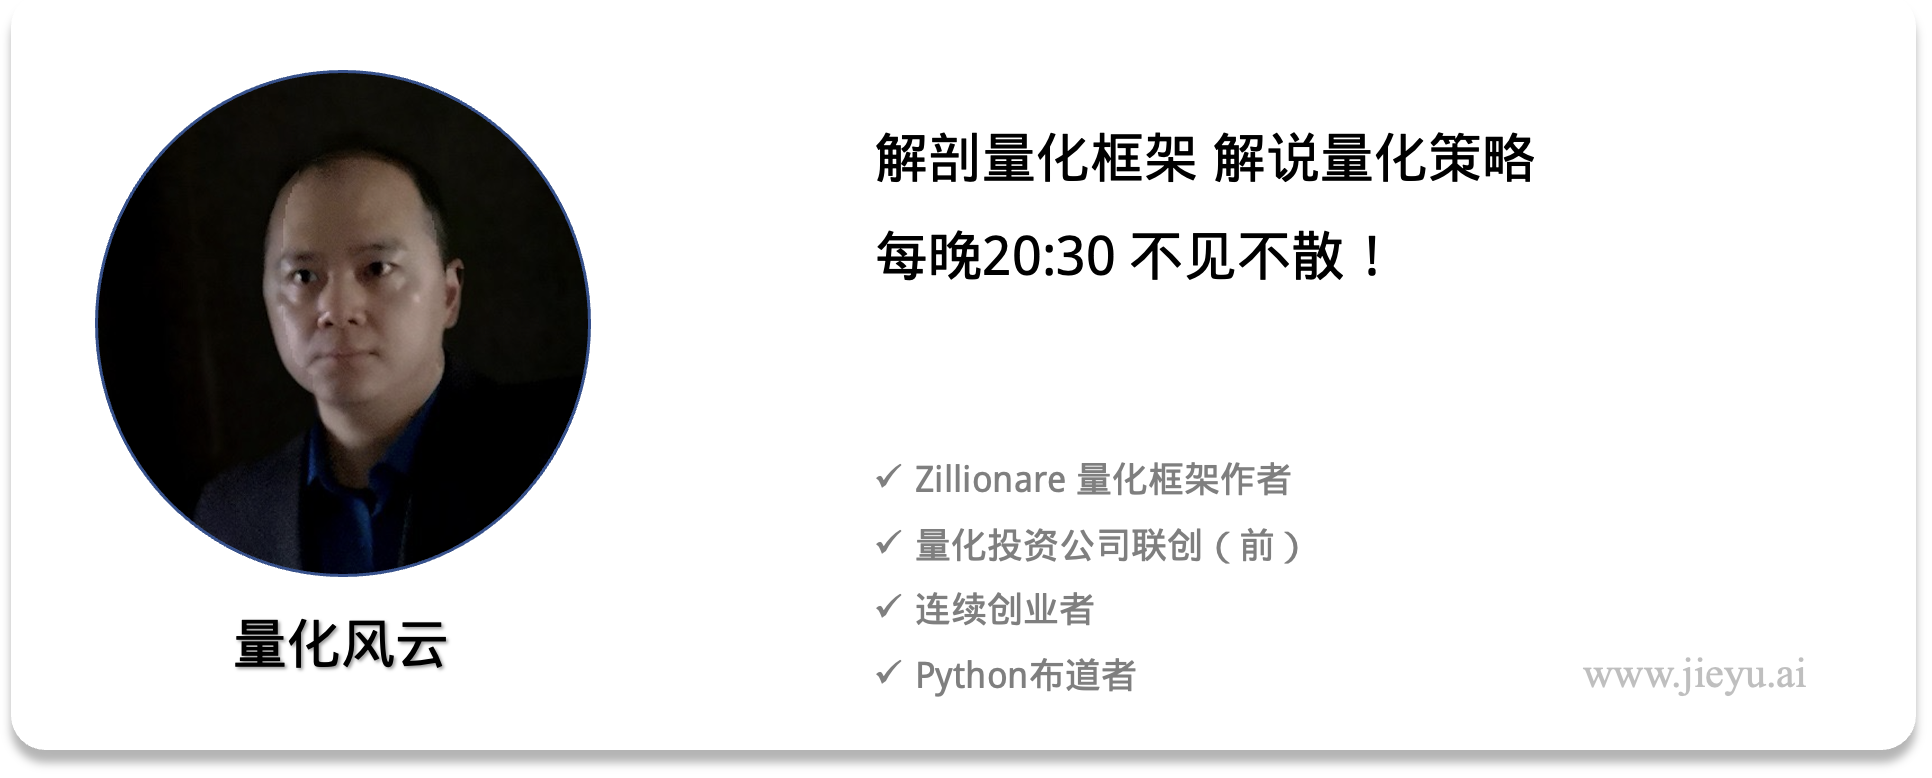 解剖量化框架 解说量化策略
每晚20:30 不见不散！
✓ Zillionare 量化框架作者
✓ 量化投资公司联创（前）
✓ 连续创业者
✓ Python布道者
量化风云
www.jieyu.ai